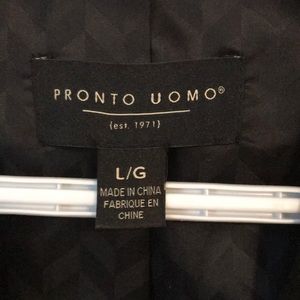 PRONTO UOMO®
{est. 1971}
L/G
MADE IN CHINA
FABRIQUE EN
CHINE